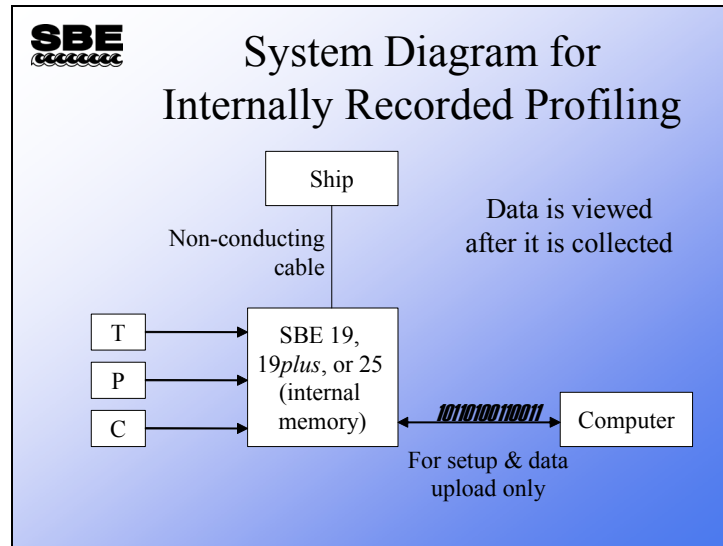 SBE
System Diagram for
Internally Recorded Profiling
Ship
Data is viewed
after it is collected
Non-conducting
cable
T
P
C
SBE 19,
19plus, or 25
(internal
memory)
10110100110011
Computer
For setup & data
upload only